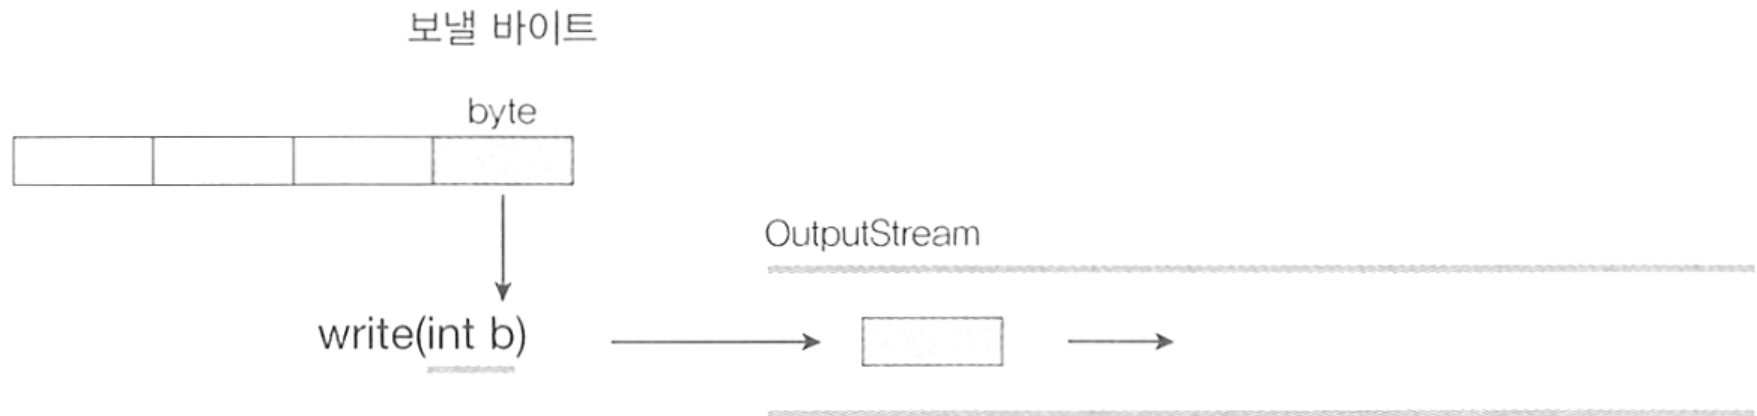 보낼 바이트
byte
OutputStream
write(int b)